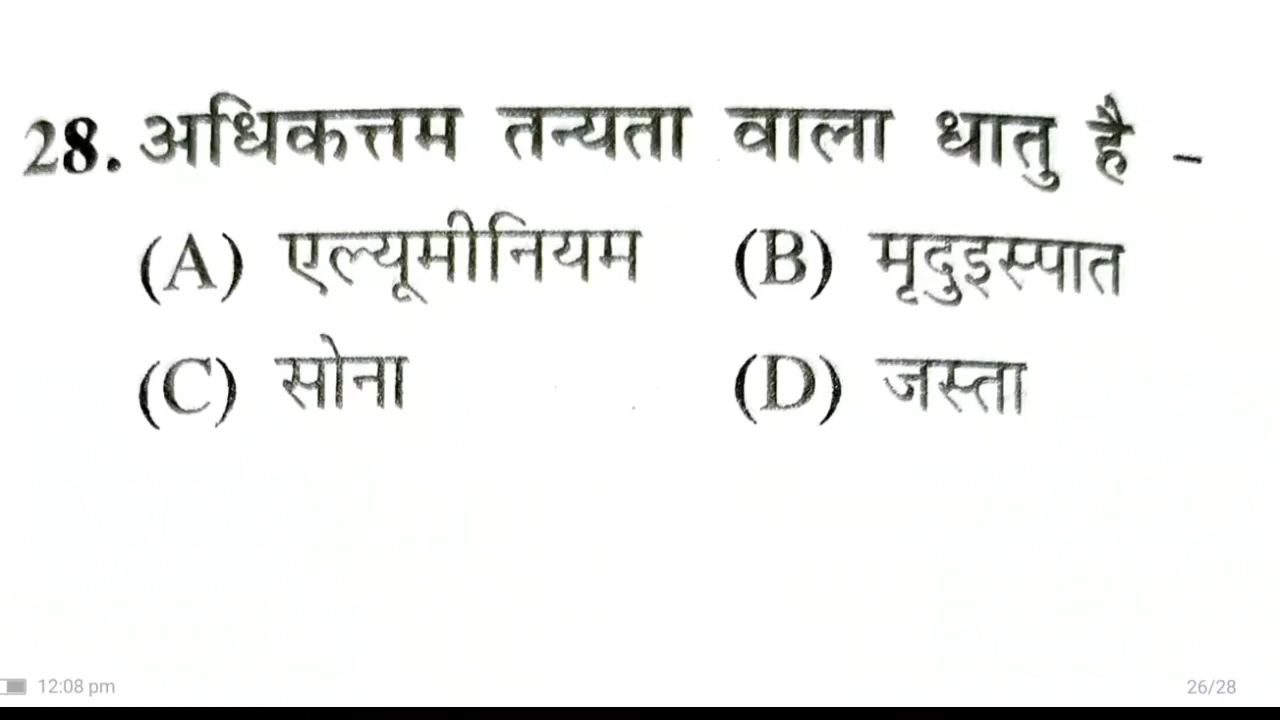 28. अधिकत्तम तन्यता वाला धातु है -
(A) एल्यूमीनियम (B) मृदुइस्पात
(C) सोना (D) जस्ता
12:08 pm 26/28